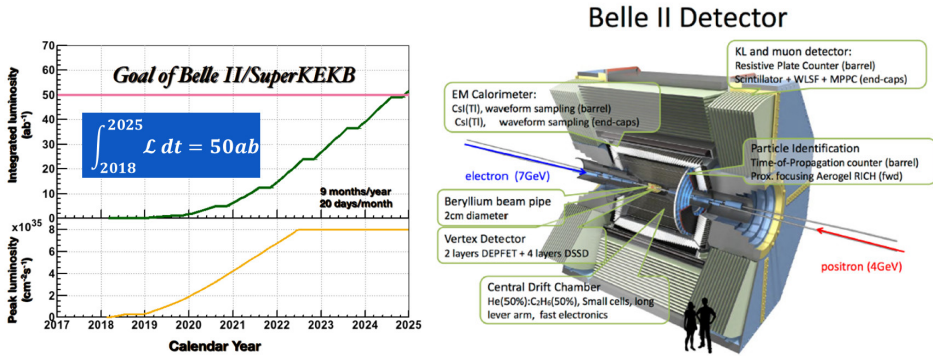 Goal of Belle II/SuperKEKB
Integrated luminosity
(ab⁻¹)
70
60
50
40
30
20
10
0
∫ 2025 2018 ℒ dt = 50ab
9 months/year
20 days/month
Peak luminosity
(cm⁻²s⁻¹)
×10³⁵
8
6
4
2
0
2017 2018 2019 2020 2021 2022 2023 2024 2025
Calendar Year
Belle II Detector
KL and muon detector:
Resistive Plate Counter (barrel)
Scintillator + WLSF + MPPC (end-caps)
EM Calorimeter:
CsI(Tl), waveform sampling (barrel)
CsI(Tl), waveform sampling (end-caps)
Particle Identification
Time-of-Propagation counter (barrel)
Prox. focusing Aerogel RICH (fwd)
electron (7GeV)
Beryllium beam pipe
2cm diameter
Vertex Detector
2 layers DEPFET + 4 layers DSSD
positron (4GeV)
Central Drift Chamber
He(50%):C₂H₆(50%), Small cells, long
lever arm, fast electronics